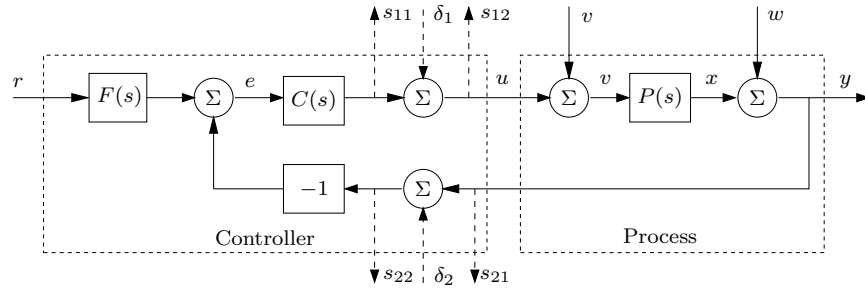 s₁₁ δ₁ s₁₂
v w
r F(s) Σ e C(s) Σ u Σ v P(s) x Σ y
−1 Σ
Controller Process
s₂₂ δ₂ s₂₁